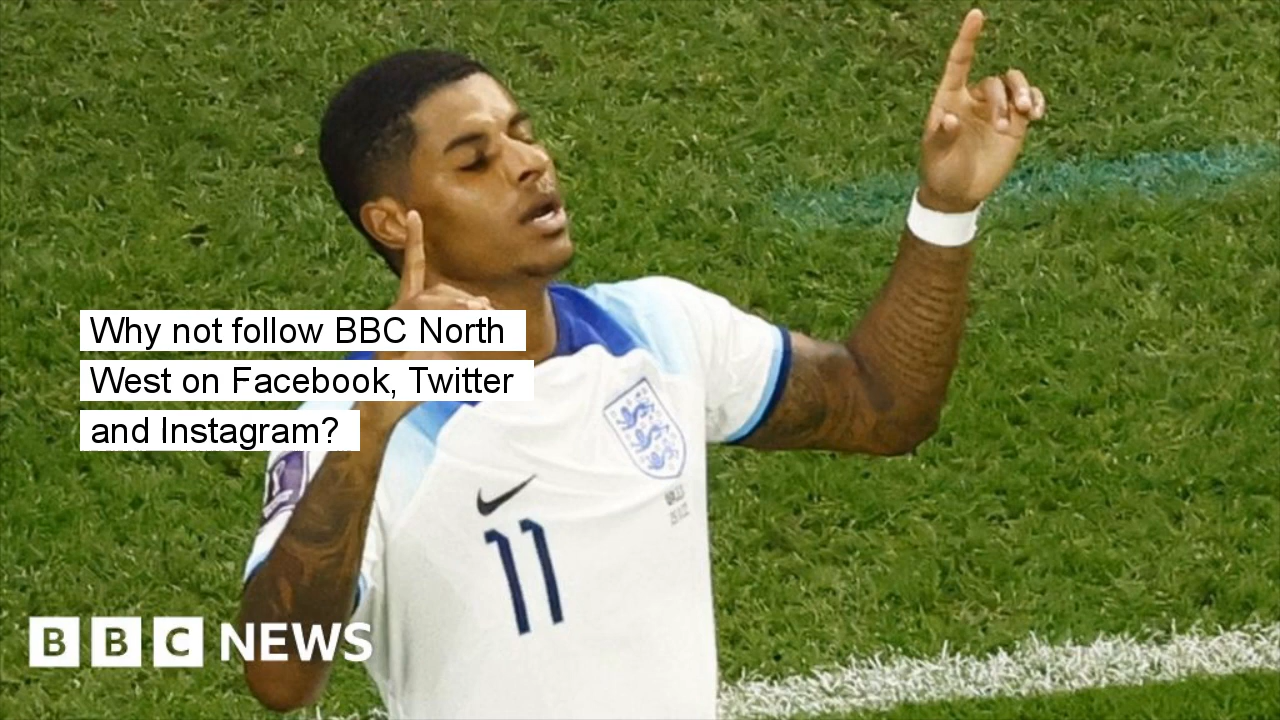 Why not follow BBC North
West on Facebook, Twitter
and Instagram?
11
BBC NEWS